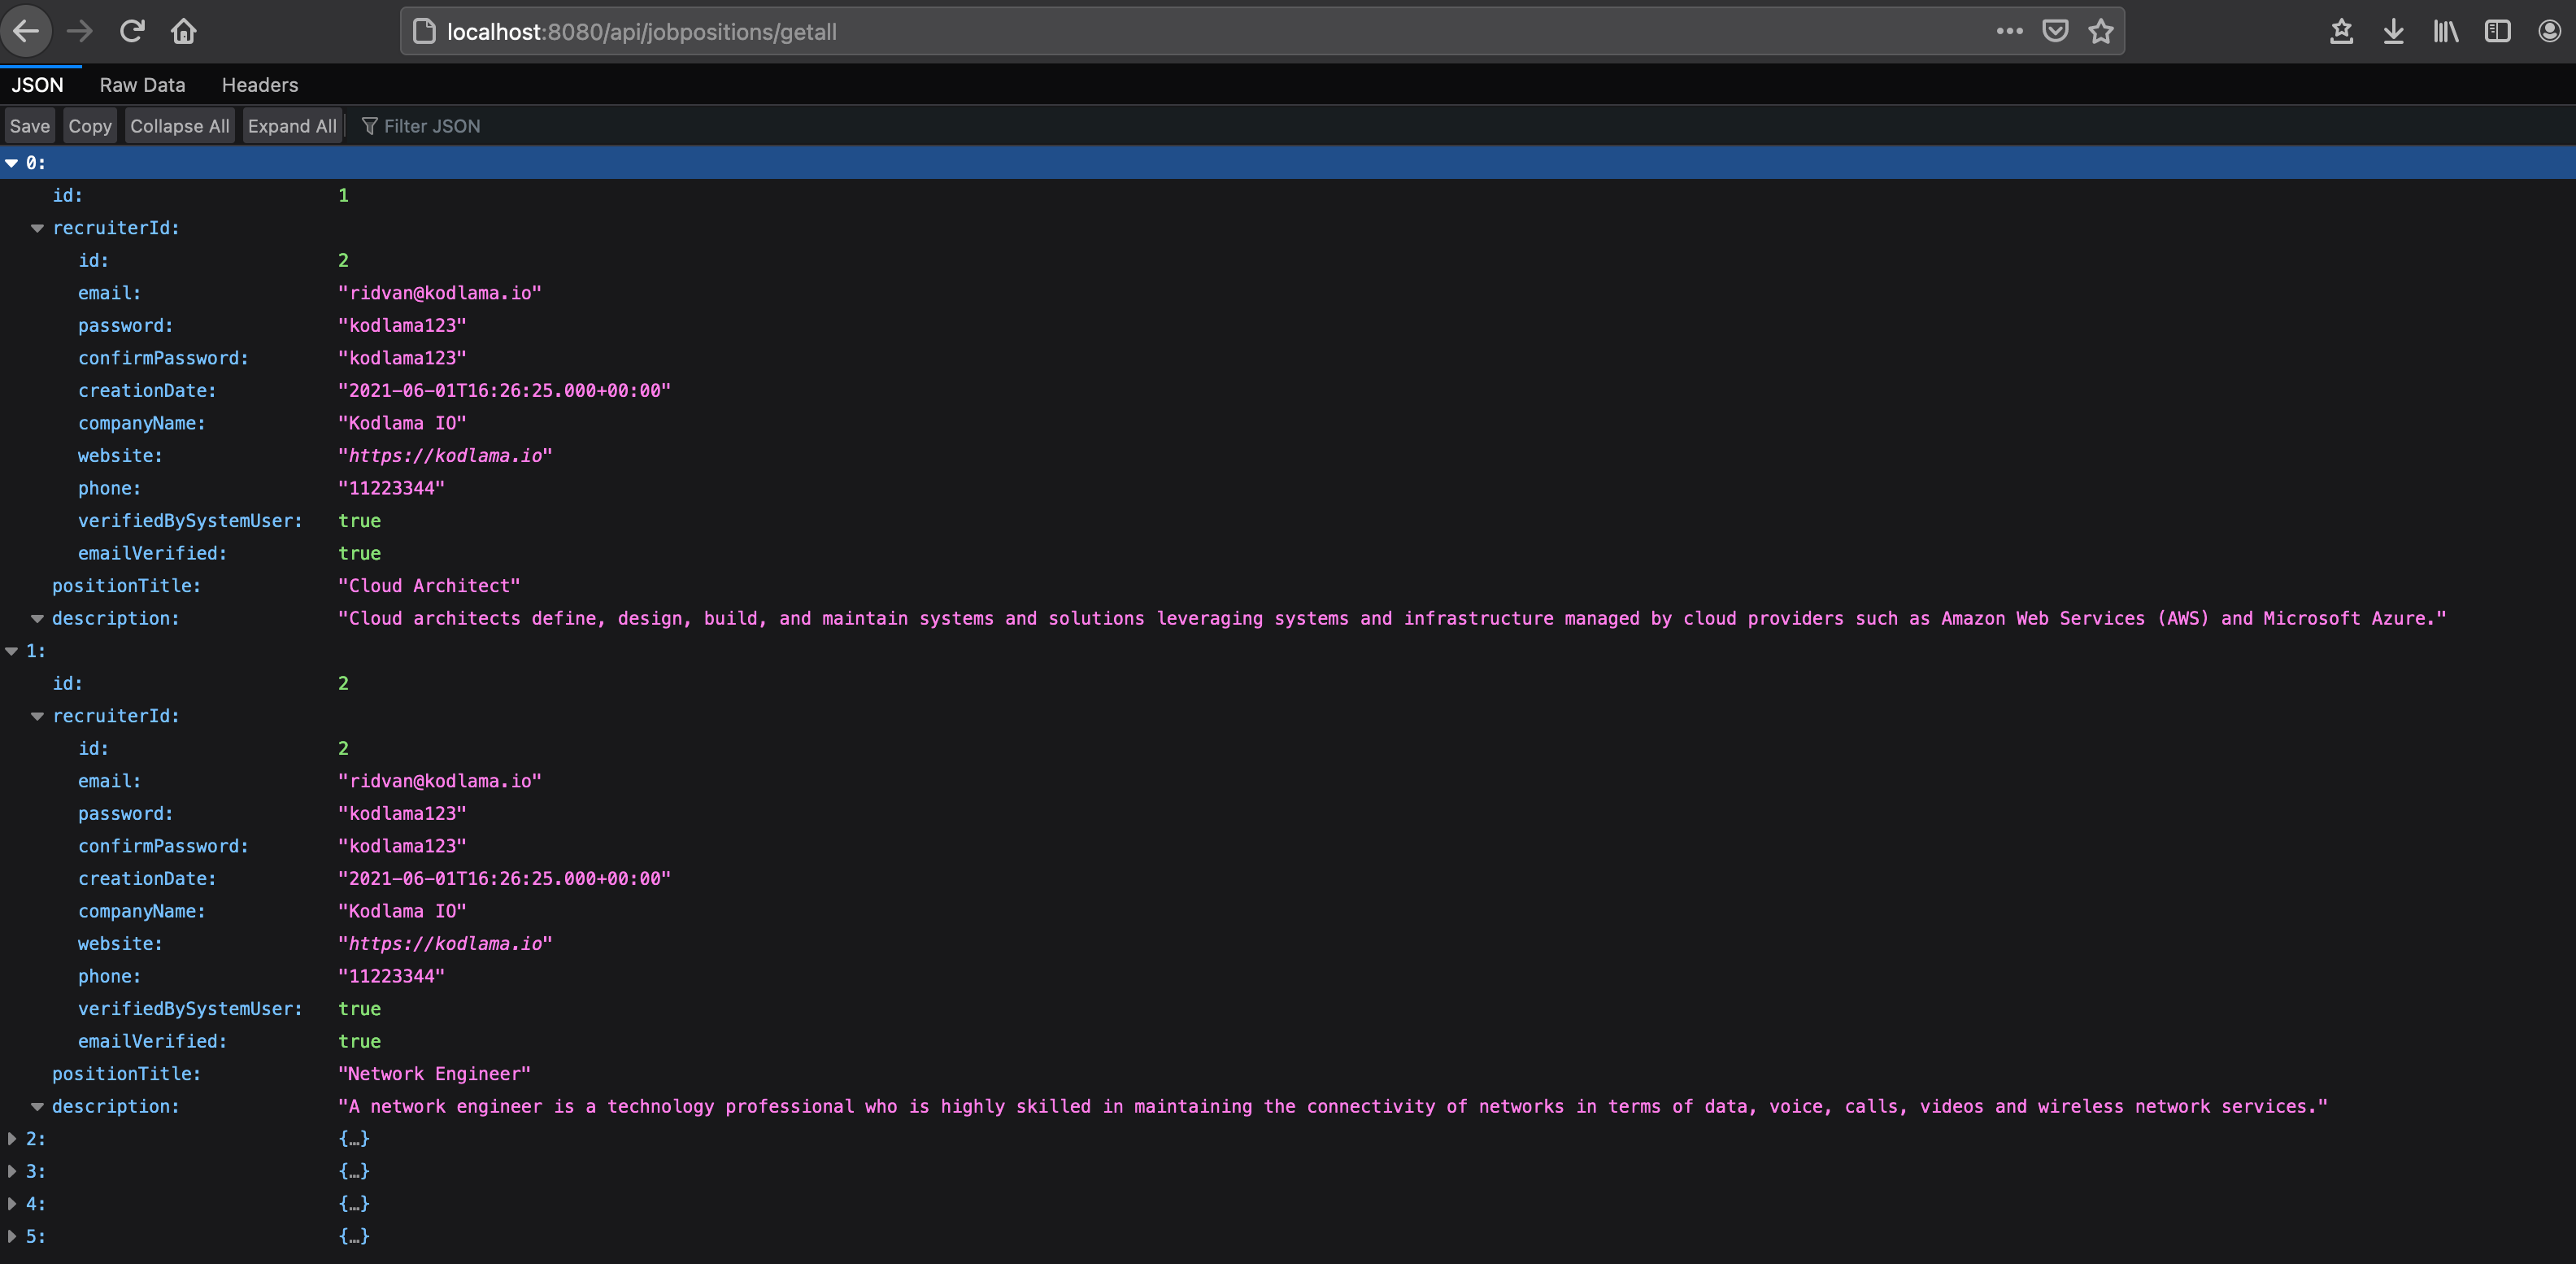 localhost:8080/api/jobpositions/getall
JSON Raw Data Headers
Save Copy Collapse All Expand All Filter JSON
0:
id: 1
recruiterId:
id: 2
email: "ridvan@kodlama.io"
password: "kodlama123"
confirmPassword: "kodlama123"
creationDate: "2021-06-01T16:26:25.000+00:00"
companyName: "Kodlama IO"
website: "https://kodlama.io"
phone: "11223344"
verifiedBySystemUser: true
emailVerified: true
positionTitle: "Cloud Architect"
description: "Cloud architects define, design, build, and maintain systems and solutions leveraging systems and infrastructure managed by cloud providers such as Amazon Web Services (AWS) and Microsoft Azure."
1:
id: 2
recruiterId:
id: 2
email: "ridvan@kodlama.io"
password: "kodlama123"
confirmPassword: "kodlama123"
creationDate: "2021-06-01T16:26:25.000+00:00"
companyName: "Kodlama IO"
website: "https://kodlama.io"
phone: "11223344"
verifiedBySystemUser: true
emailVerified: true
positionTitle: "Network Engineer"
description: "A network engineer is a technology professional who is highly skilled in maintaining the connectivity of networks in terms of data, voice, calls, videos and wireless network services."
2: {…}
3: {…}
4: {…}
5: {…}